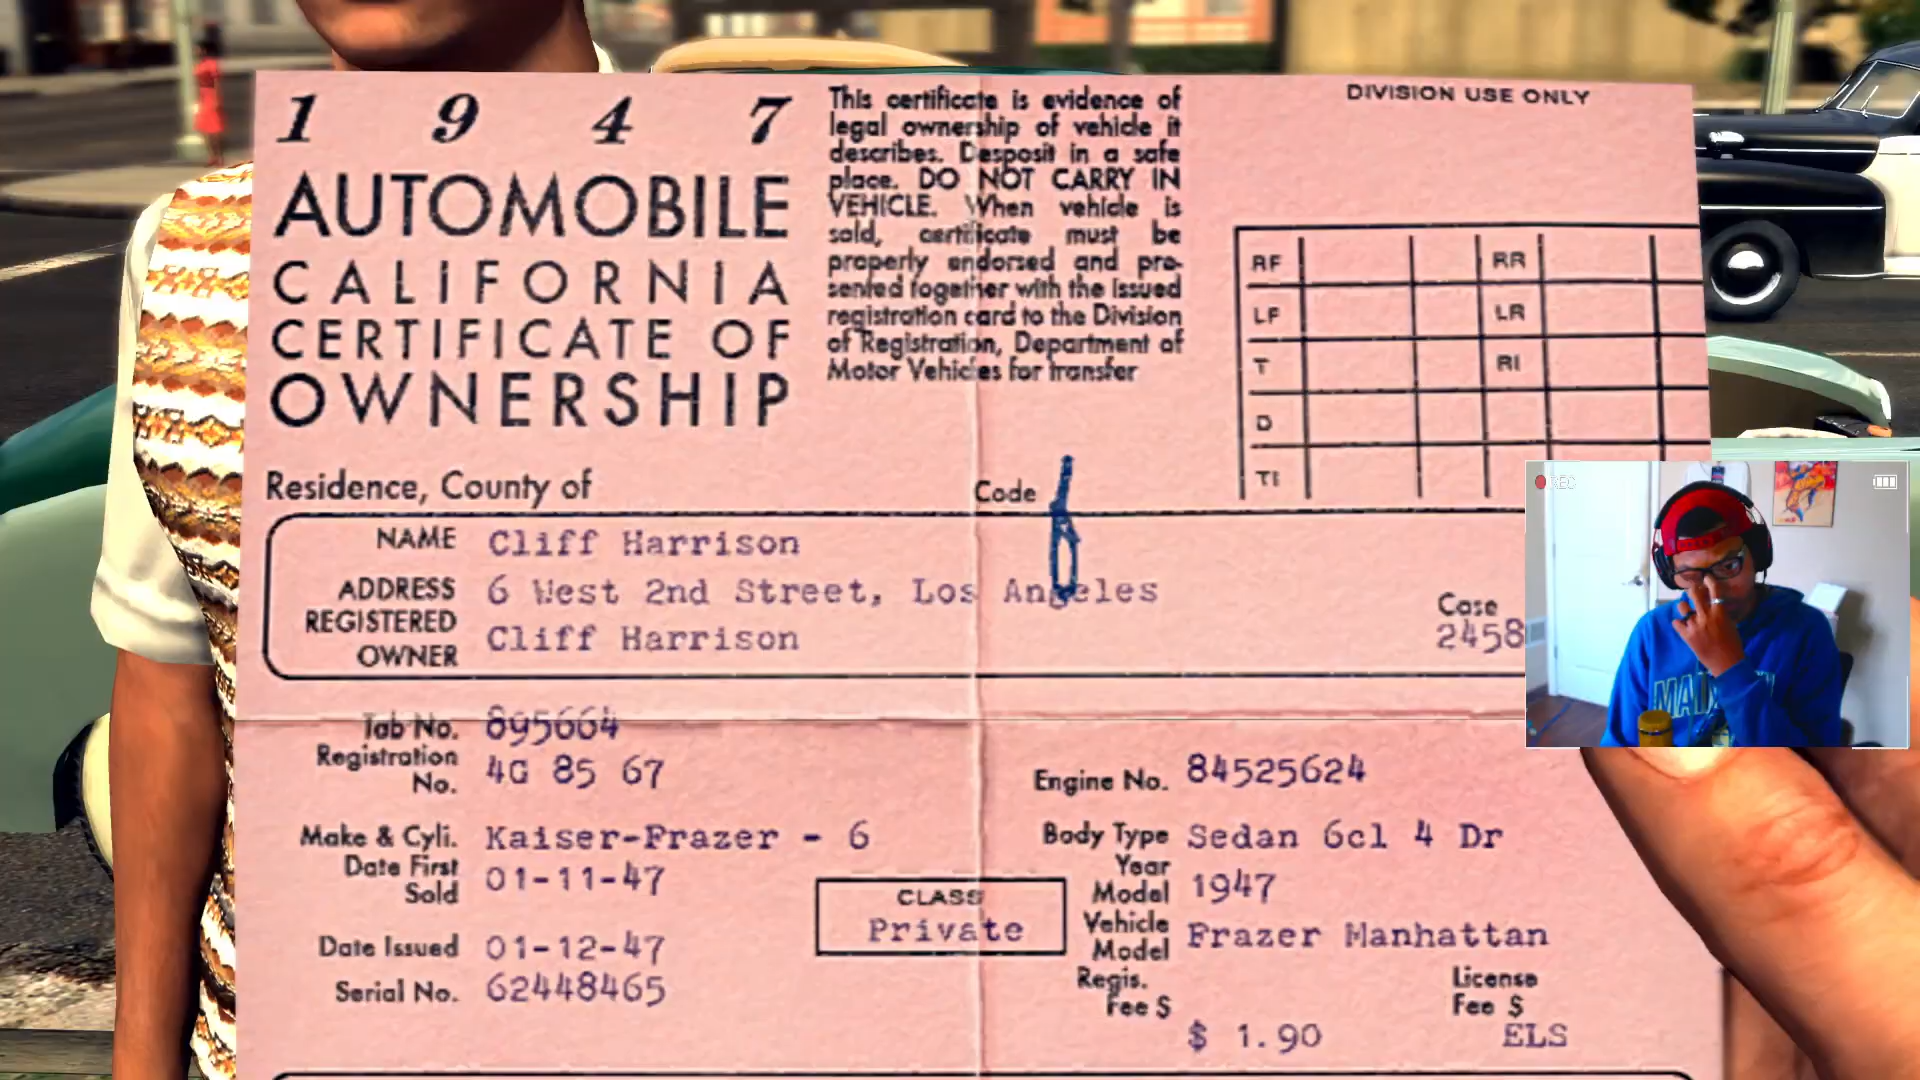 1 9 4 7
AUTOMOBILE
CALIFORNIA
CERTIFICATE OF
OWNERSHIP
This certificate is evidence of
legal ownership of vehicle it
describes. Desposit in a safe
place. DO NOT CARRY IN
VEHICLE. When vehicle is
sold, certificate must be
properly endorsed and pre-
sented together with the issued
registration card to the Division
of Registration, Department of
Motor Vehicles for transfer
DIVISION USE ONLY
RF RR
LF LR
T RI
D
TI
Residence, County of
Code
NAME Cliff Harrison
ADDRESS 6 West 2nd Street, Los Angeles
REGISTERED
OWNER Cliff Harrison
Case
2458
Tab No. 895664
Registration
No. 4G 85 67
Engine No. 84525624
Make & Cyli. Kaiser-Frazer - 6
Body Type Sedan 6cl 4 Dr
Date First
Sold 01-11-47
Year
Model 1947
CLASS
Private
Vehicle
Model Frazer Manhattan
Date Issued 01-12-47
Serial No. 62448465
Regis.
Fee $
$ 1.90
License
Fee $
ELS
REC